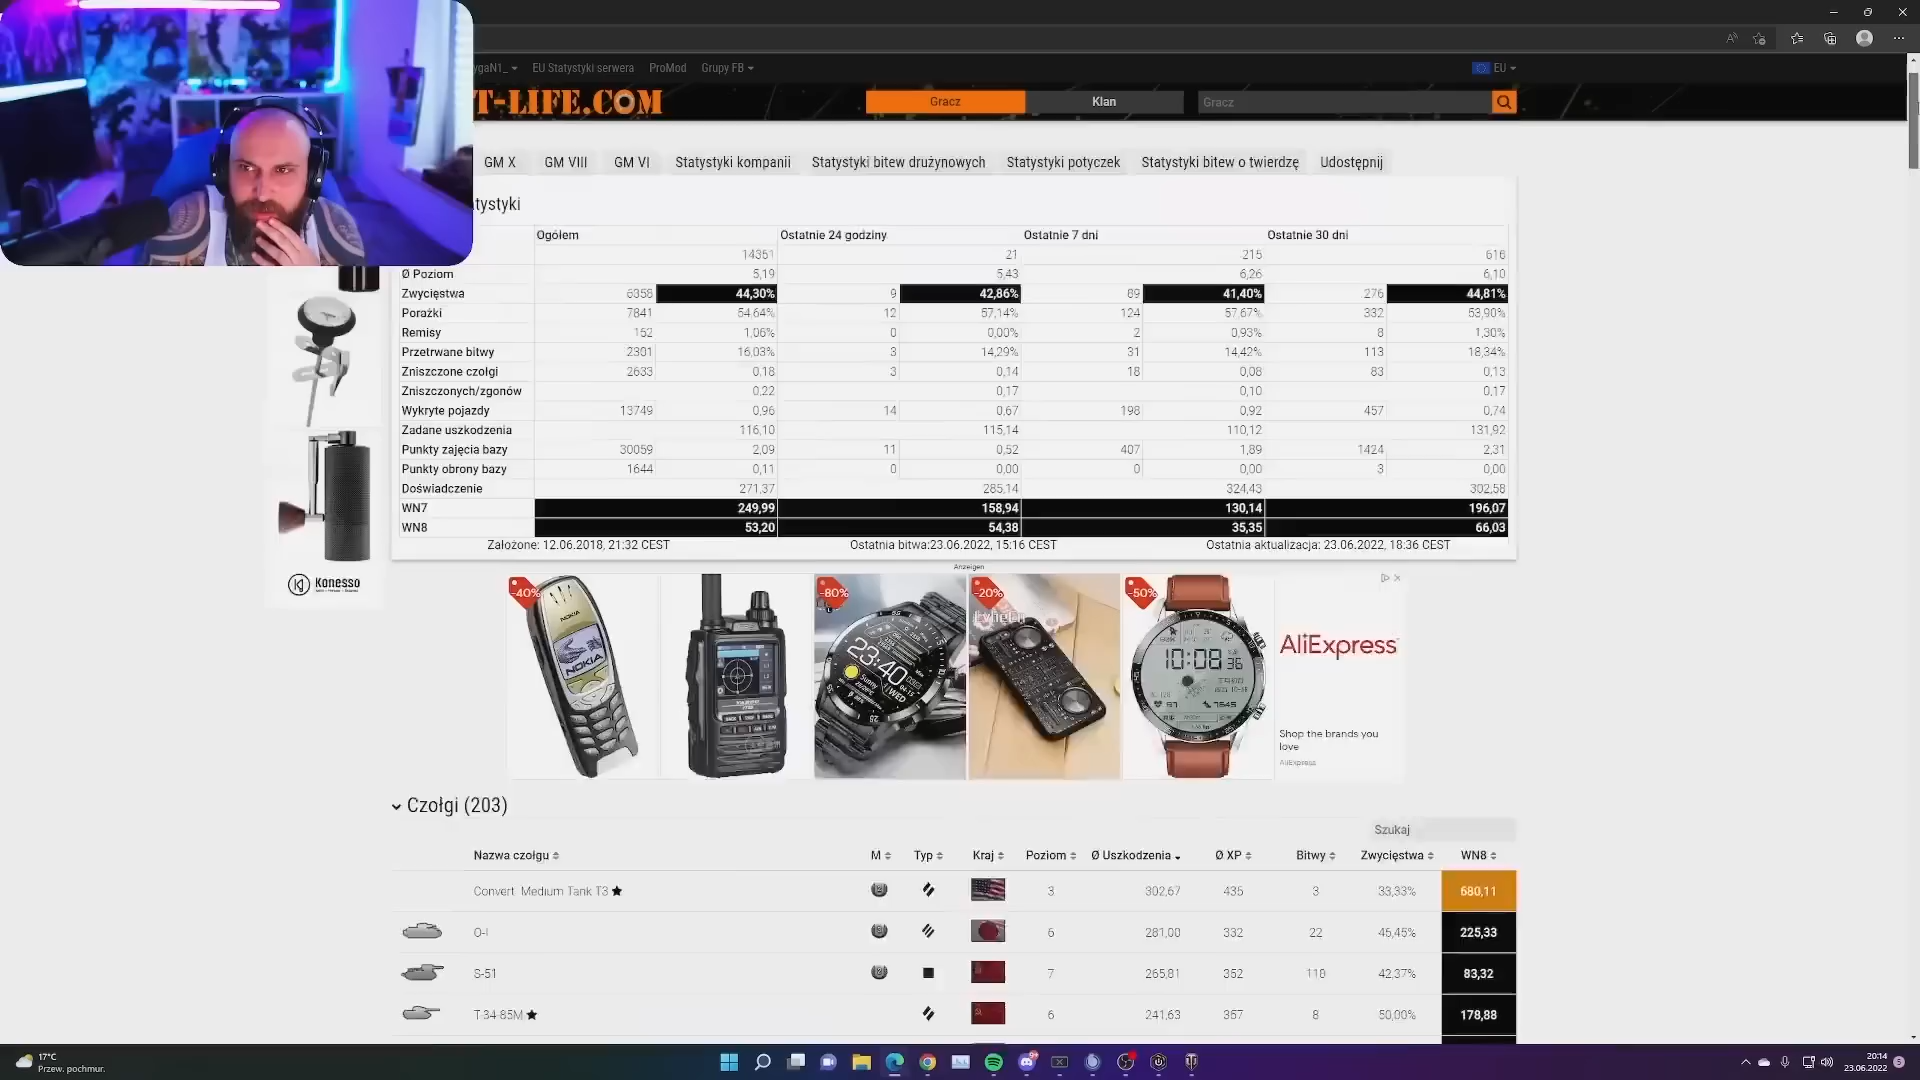 ygaN1_ EU Statystyki serwera ProMod Grupy FB EU
T-LIFE.COM Gracz Klan Gracz
GM X GM VIII GM VI Statystyki kompanii Statystyki bitew drużynowych Statystyki potyczek Statystyki bitew o twierdzę Udostępnij
tystyki
Ogółem Ostatnie 24 godziny Ostatnie 7 dni Ostatnie 30 dni
14351 21 215 616
Ø Poziom 5,19 5,43 6,26 6,10
Zwycięstwa 6358 44,30% 9 42,86% 89 41,40% 276 44,81%
Porażki 7841 54,64% 12 57,14% 124 57,67% 332 53,90%
Remisy 152 1,06% 0 0,00% 2 0,93% 8 1,30%
Przetrwane bitwy 2301 16,03% 3 14,29% 31 14,42% 113 18,34%
Zniszczone czołgi 2633 0,18 3 0,14 18 0,08 83 0,13
Zniszczonych/zgonów 0,22 0,17 0,10 0,17
Wykryte pojazdy 13749 0,96 14 0,67 198 0,92 457 0,74
Zadane uszkodzenia 116,10 115,14 110,12 131,92
Punkty zajęcia bazy 30059 2,09 11 0,52 407 1,89 1424 2,31
Punkty obrony bazy 1644 0,11 0 0,00 0 0,00 3 0,00
Doświadczenie 271,37 285,14 324,43 302,58
WN7 249,99 158,94 130,14 196,07
WN8 53,20 54,38 35,35 66,03
Założone: 12.06.2018, 21:32 CEST Ostatnia bitwa:23.06.2022, 15:16 CEST Ostatnia aktualizacja: 23.06.2022, 18:36 CEST
Konesso
Anzeigen
-40% -80% -20% -50%
NOKIA
NOKIA
23:40
Sunny
WED
10:08 36
AliExpress
Shop the brands you
love
AliExpress
Czołgi (203)
Szukaj
Nazwa czołgu M Typ Kraj Poziom Ø Uszkodzenia Ø XP Bitwy Zwycięstwa WN8
Convert Medium Tank T3 ★ 3 302,67 435 3 33,33% 680,11
O-I 6 281,00 332 22 45,45% 225,33
S-51 7 265,81 352 118 42,37% 83,32
T-34-85M ★ 6 241,63 367 8 50,00% 178,88
17°C
Przew. pochmur.
20:14
23.06.2022